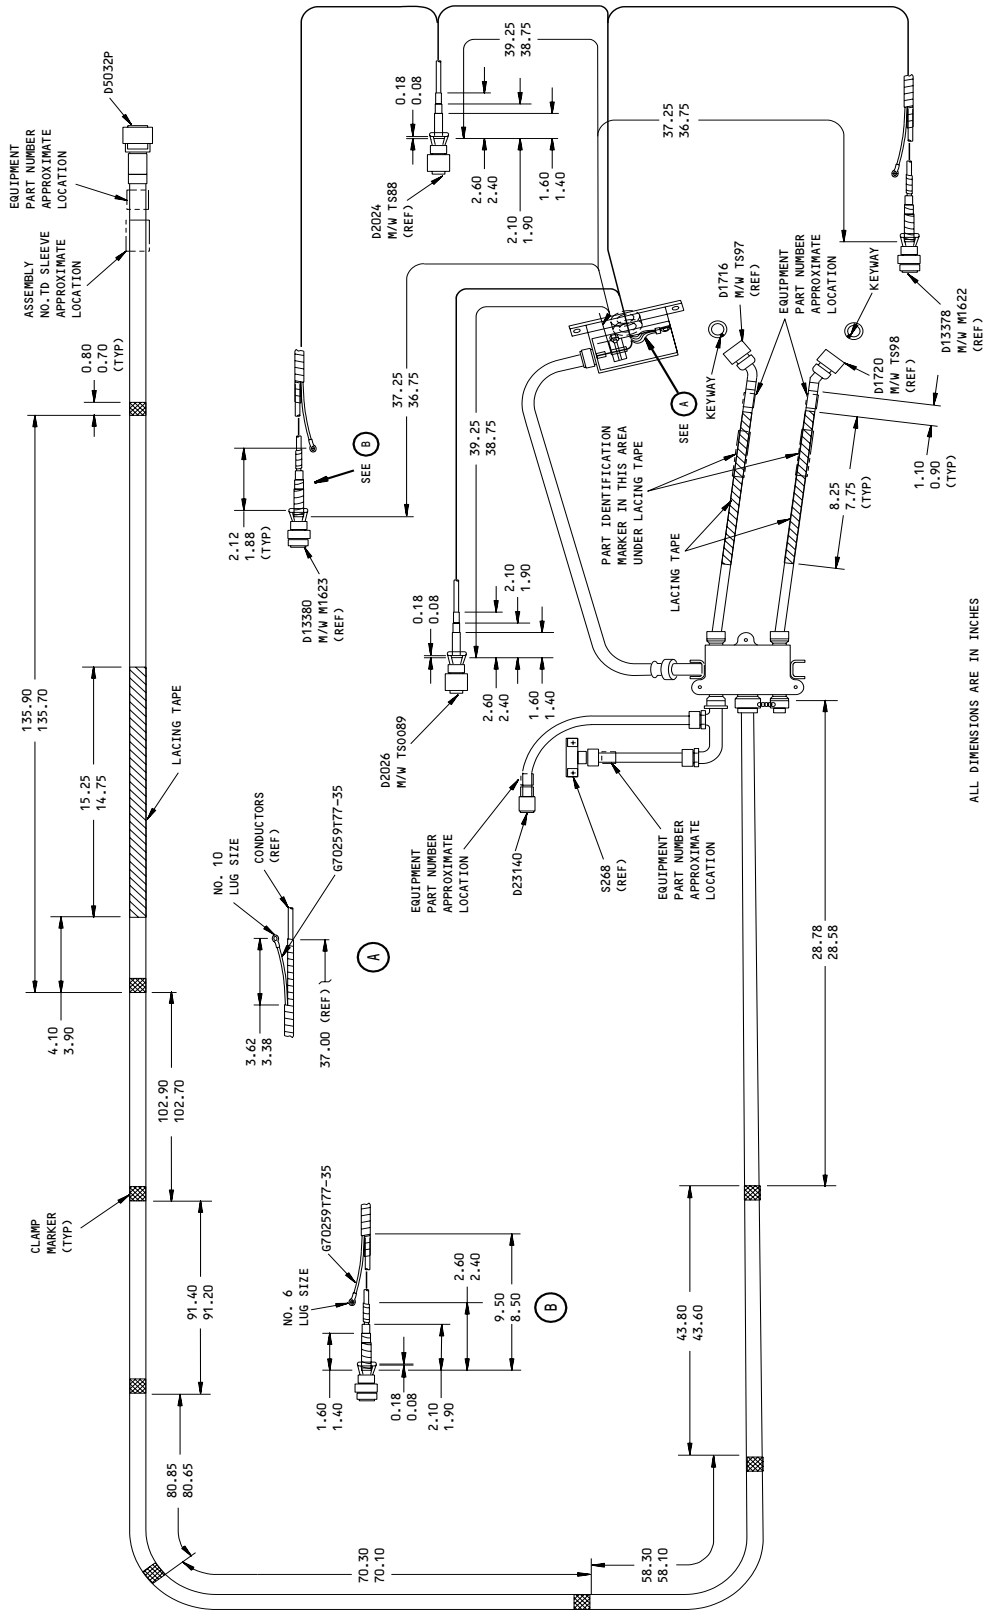 EQUIPMENT
PART NUMBER
APPROXIMATE
LOCATION
D5032P
ASSEMBLY
NO.TD SLEEVE
APPROXIMATE
LOCATION
0.80
0.70
(TYP)
135.90
135.70
15.25
14.75
LACING TAPE
4.10
3.90
102.90
102.70
CLAMP
MARKER
(TYP)
91.40
91.20
80.85
80.65
70.30
70.10
58.30
58.10
43.80
43.60
28.78
28.58
NO. 10
LUG SIZE
CONDUCTORS
(REF)
G70259T77-35
3.62
3.38
37.00 (REF)
A
NO. 6
LUG SIZE
G70259T77-35
1.60
1.40
0.18
0.08
2.10
1.90
2.60
2.40
9.50
8.50
B
2.12
1.88
(TYP)
D13380
M/W M1623
(REF)
SEE
B
37.25
36.75
D2024
M/W TS88
(REF)
0.18
0.08
2.60
2.40
2.10
1.90
1.60
1.40
39.25
38.75
37.25
36.75
39.25
38.75
D2026
M/W TS0089
0.18
0.08
2.10
1.90
2.60
2.40
1.60
1.40
EQUIPMENT
PART NUMBER
APPROXIMATE
LOCATION
D23140
S268
(REF)
EQUIPMENT
PART NUMBER
APPROXIMATE
LOCATION
PART IDENTIFICATION
MARKER IN THIS AREA
UNDER LACING TAPE
LACING TAPE
SEE
A
KEYWAY
D1716
M/W TS97
(REF)
EQUIPMENT
PART NUMBER
APPROXIMATE
LOCATION
KEYWAY
D1720
M/W TS98
(REF)
D13378
M/W M1622
(REF)
8.25
7.75
(TYP)
1.10
0.90
(TYP)
ALL DIMENSIONS ARE IN INCHES